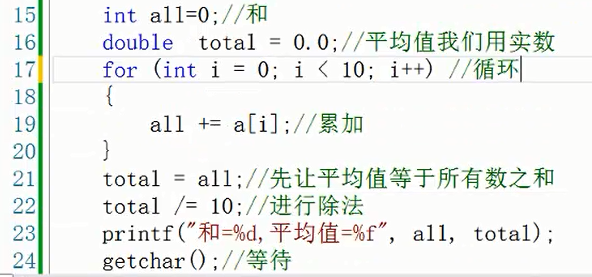 15 int all=0;//和
16 double  total = 0.0;//平均值我们用实数
17 for (int i = 0; i < 10; i++) //循环
18 {
19     all += a[i];//累加
20 }
21 total = all;//先让平均值等于所有数之和
22 total /= 10;//进行除法
23 printf("和=%d,平均值=%f", all, total);
24 getchar();//等待